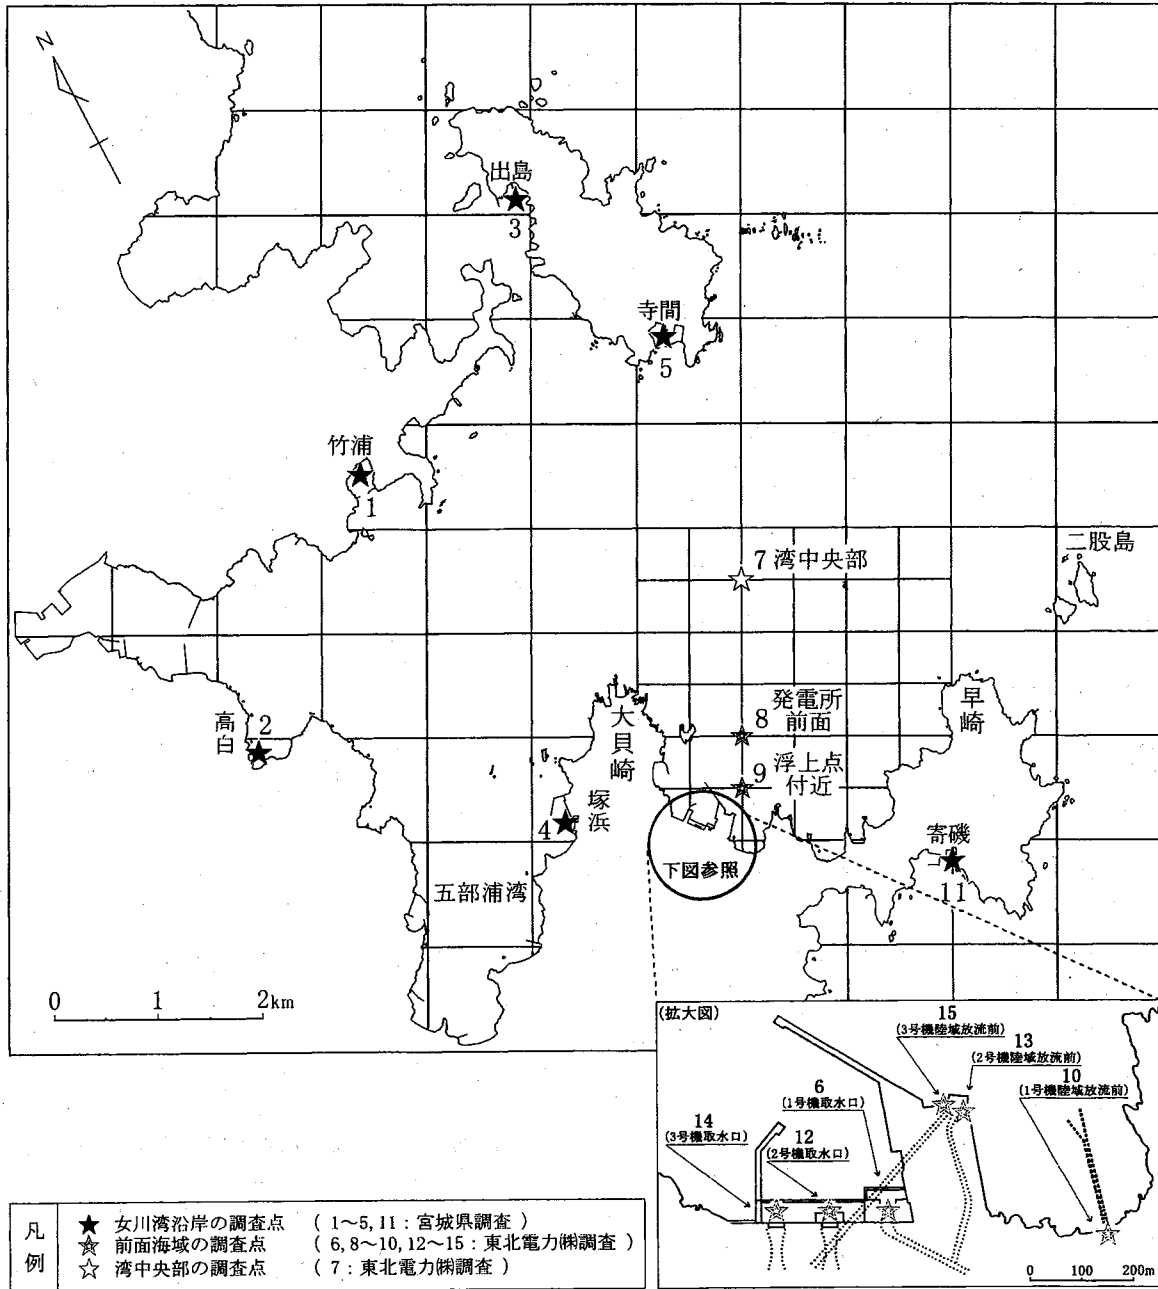 N
出島
3
寺間
5
竹浦
1
7 湾中央部
二股島
高白
2
大貝崎
8
発電所
前面
9
浮上点
付近
早崎
塚浜
4
下図参照
寄磯
11
五部浦湾
0 1 2km
(拡大図)
15
(3号機陸域放流前)
13
(2号機陸域放流前)
10
(1号機陸域放流前)
6
(1号機取水口)
14
(3号機取水口)
12
(2号機取水口)
0 100 200m
凡例
★ 女川湾沿岸の調査点 ( 1~5, 11 : 宮城県調査 )
前面海域の調査点 ( 6, 8~10, 12~15 : 東北電力㈱調査 )
☆ 湾中央部の調査点 ( 7 : 東北電力㈱調査 )